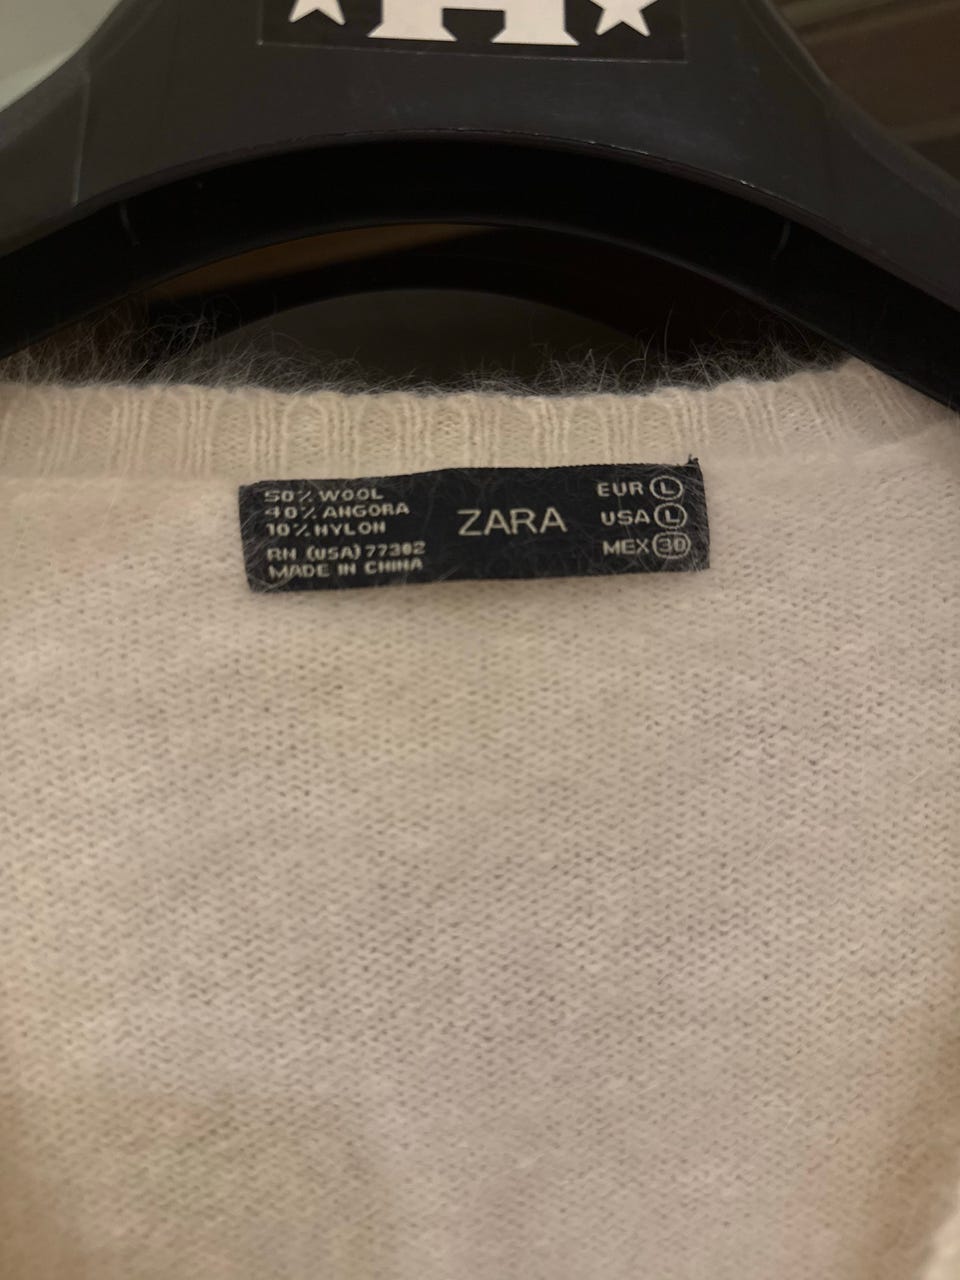 50% WOOL
40% ANGORA
10% NYLON
RN (USA) 77302
MADE IN CHINA
ZARA
EUR L
USA L
MEX 30